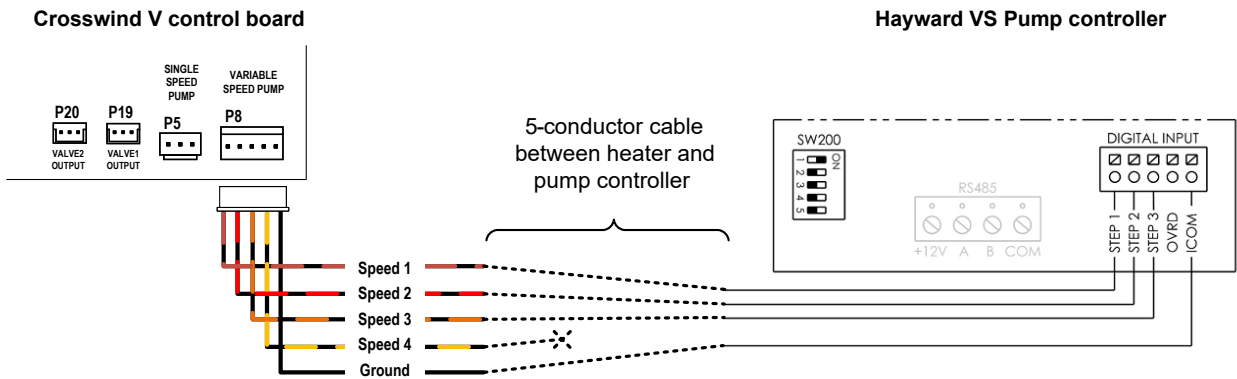 Crosswind V control board
Hayward VS Pump controller
SINGLE
SPEED
PUMP
VARIABLE
SPEED PUMP
P20
P19
P5
P8
VALVE2
OUTPUT
VALVE1
OUTPUT
5-conductor cable
between heater and
pump controller
SW200
ON
1
2
3
4
5
RS485
+12V A B COM
DIGITAL INPUT
STEP 1
STEP 2
STEP 3
OVRD
ICOM
Speed 1
Speed 2
Speed 3
Speed 4
Ground